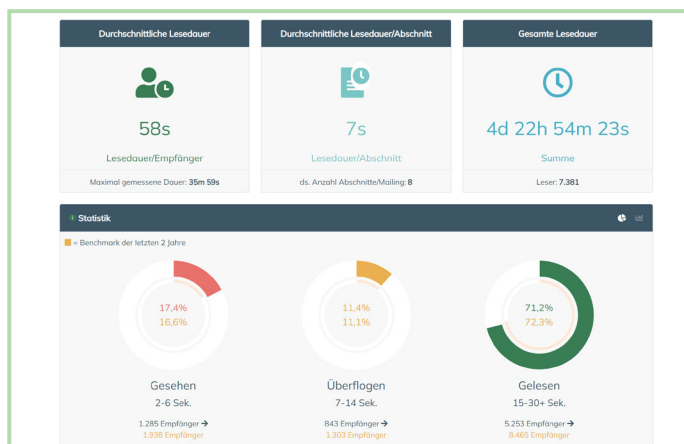 Durchschnittliche Lesedauer
58s
Lesedauer/Empfänger
Maximal gemessene Dauer: 35m 59s
Durchschnittliche Lesedauer/Abschnitt
7s
Lesedauer/Abschnitt
ds. Anzahl Abschnitte/Mailing: 8
Gesamte Lesedauer
4d 22h 54m 23s
Summe
Leser: 7.381
Statistik
= Benchmark der letzten 2 Jahre
17,4%
16,6%
Gesehen
2-6 Sek.
1.285 Empfänger →
1.938 Empfänger
11,4%
11,1%
Überflogen
7-14 Sek.
843 Empfänger →
1.303 Empfänger
71,2%
72,3%
Gelesen
15-30+ Sek.
5.253 Empfänger →
8.465 Empfänger